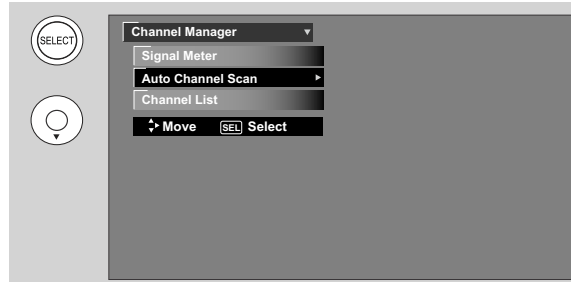 SELECT
Channel Manager
Signal Meter
Auto Channel Scan
Channel List
Move SEL Select